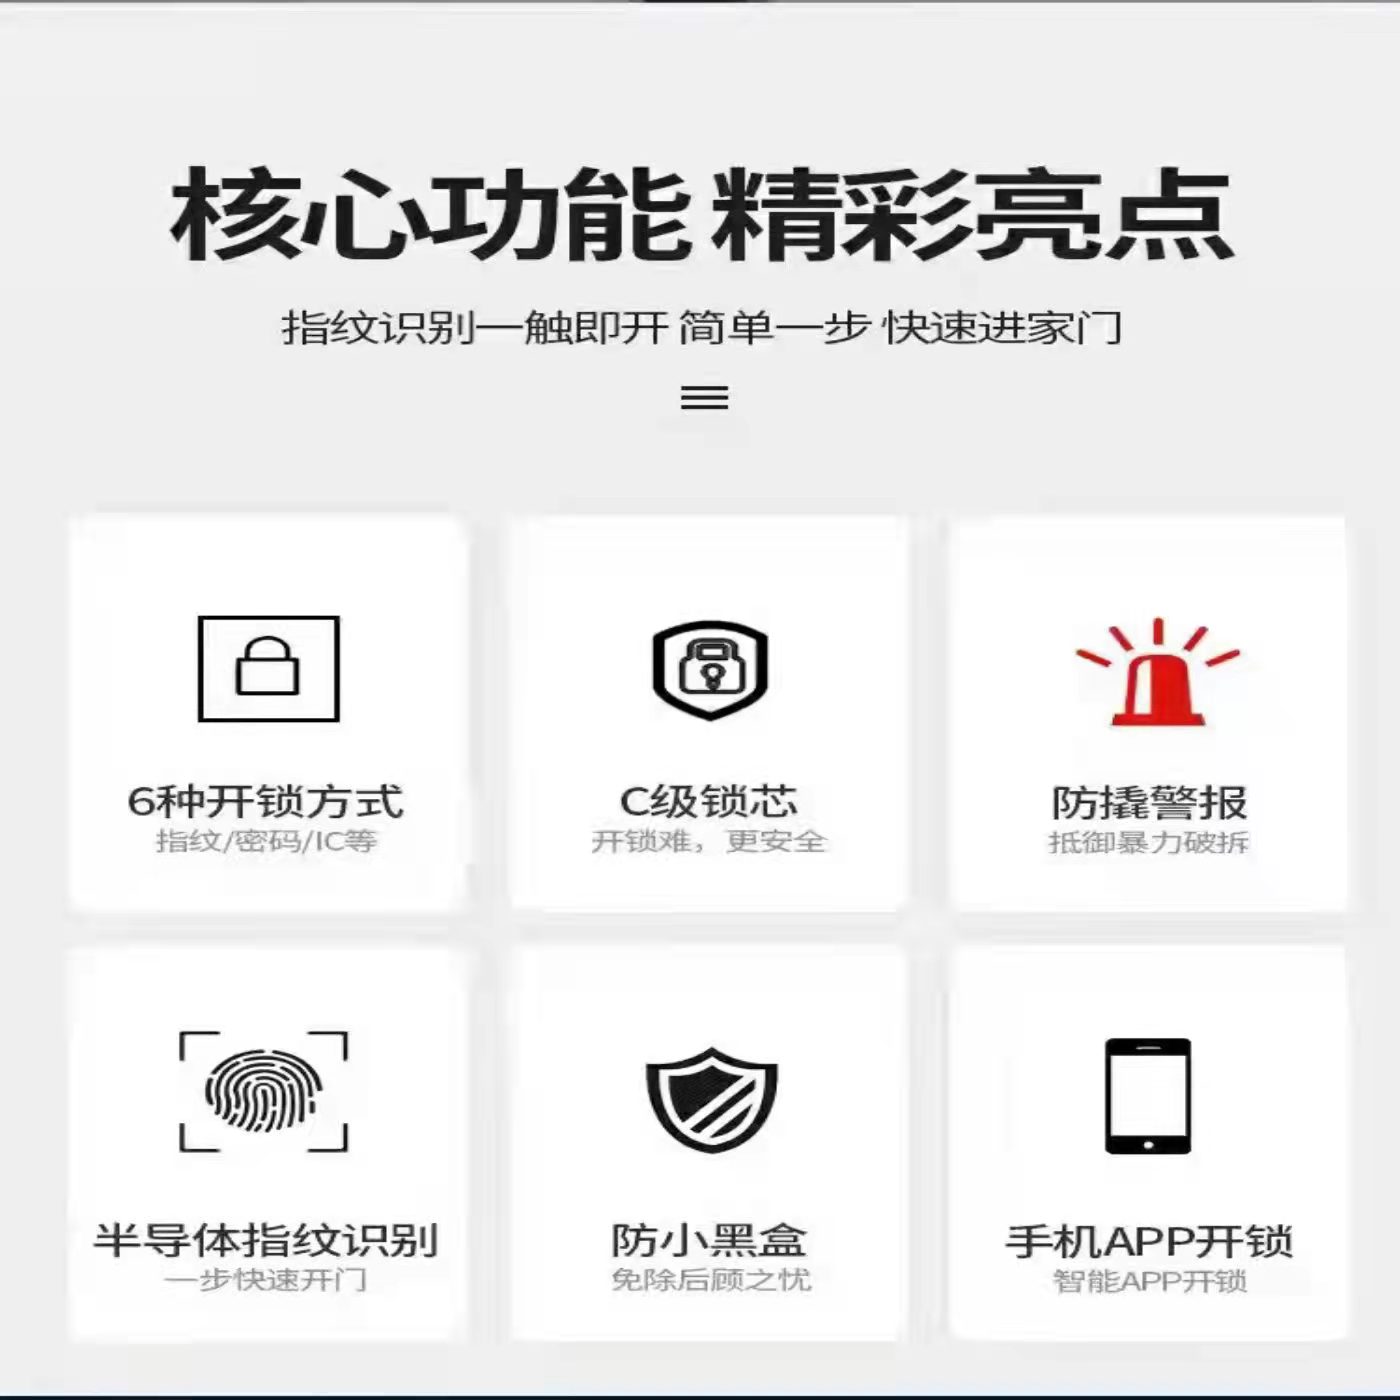 核心功能 精彩亮点
指纹识别一触即开 简单一步 快速进家门
6种开锁方式
指纹/密码/IC等
C级锁芯
开锁难，更安全
防撬警报
抵御暴力破拆
半导体指纹识别
一步快速开门
防小黑盒
免除后顾之忧
手机APP开锁
智能APP开锁